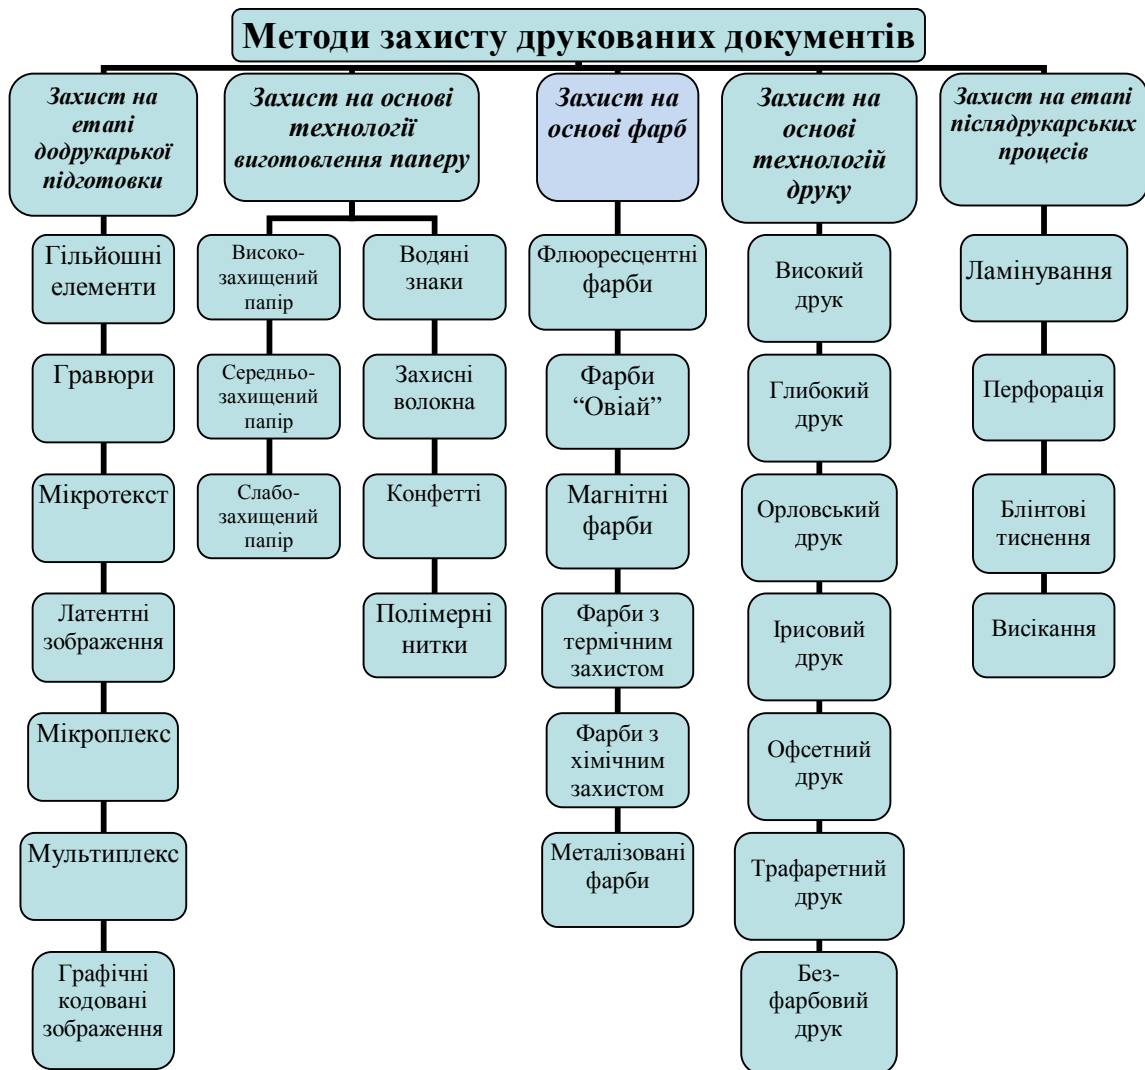 Методи захисту друкованих документів
Захист на
етапі
додрукарької
підготовки
Захист на основі
технології
виготовлення паперу
Захист на
основі фарб
Захист на
основі
технологій
друку
Захист на етапі
післядрукарських
процесів
Гільйошні
елементи
Гравюри
Мікротекст
Латентні
зображення
Мікроплекс
Мультиплекс
Графічні
кодовані
зображення
Високо-
захищений
папір
Середньо-
захищений
папір
Слабо-
захищений
папір
Водяні
знаки
Захисні
волокна
Конфетті
Полімерні
нитки
Флюоресцентні
фарби
Фарби
“Овіай”
Магнітні
фарби
Фарби з
термічним
захистом
Фарби з
хімічним
захистом
Металізовані
фарби
Високий
друк
Глибокий
друк
Орловський
друк
Ірисовий
друк
Офсетний
друк
Трафаретний
друк
Без-
фарбовий
друк
Ламінування
Перфорація
Блінтові
тиснення
Висікання